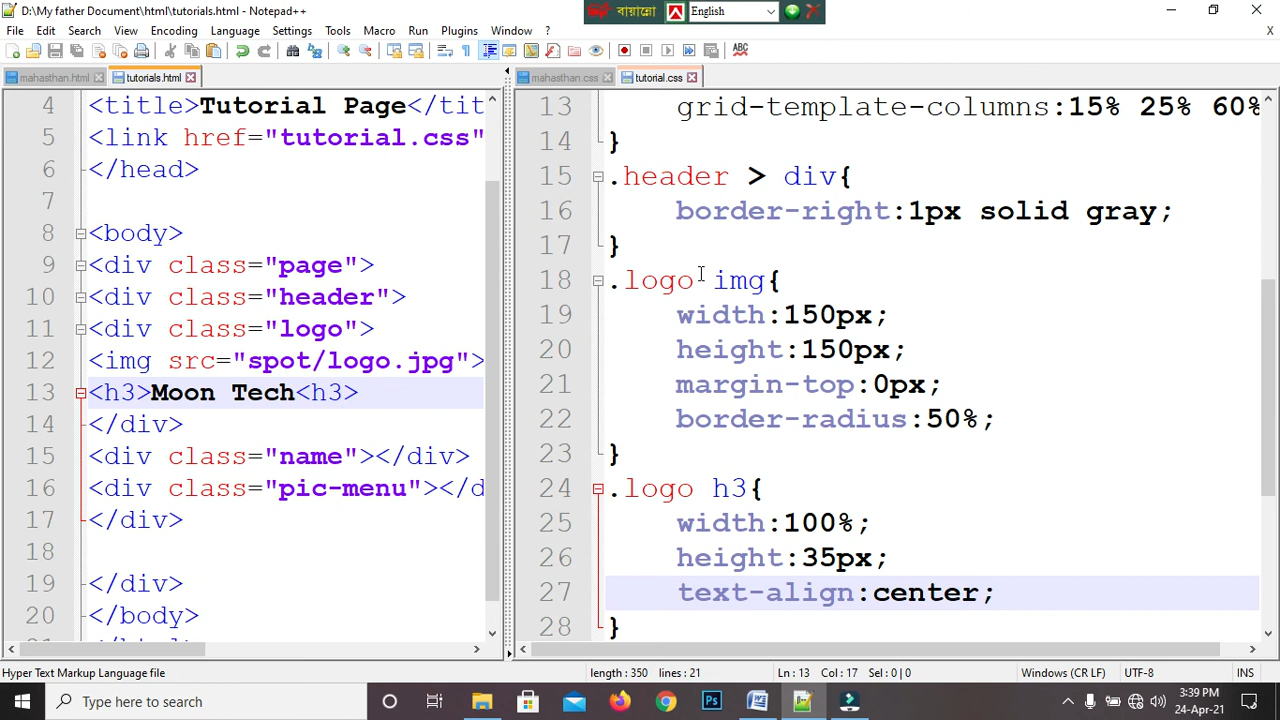 D:\My father Document\html\tutorials.html - Notepad++
বায়ান্নো English
File Edit Search View Encoding Language Settings Tools Macro Run Plugins Window ? X
mahasthan.html tutorials.html
4 <title>Tutorial Page</tit
5 <link href="tutorial.css"
6 </head>
7
8 <body>
9 <div class="page">
10 <div class="header">
11 <div class="logo">
12 <img src="spot/logo.jpg">
13 <h3>Moon Tech<h3>
14 </div>
15 <div class="name"></div>
16 <div class="pic-menu"></d
17 </div>
18
19 </div>
20 </body>
mahasthan.css tutorial.css
13 grid-template-columns:15% 25% 60%
14 }
15 .header > div{
16 border-right:1px solid gray;
17 }
18 .logo img{
19 width:150px;
20 height:150px;
21 margin-top:0px;
22 border-radius:50%;
23 }
24 .logo h3{
25 width:100%;
26 height:35px;
27 text-align:center;
28 }
Hyper Text Markup Language file length : 350 lines : 21 Ln : 13 Col : 17 Sel : 0 | 0 Windows (CR LF) UTF-8 INS
Type here to search
3:39 PM
24-Apr-21